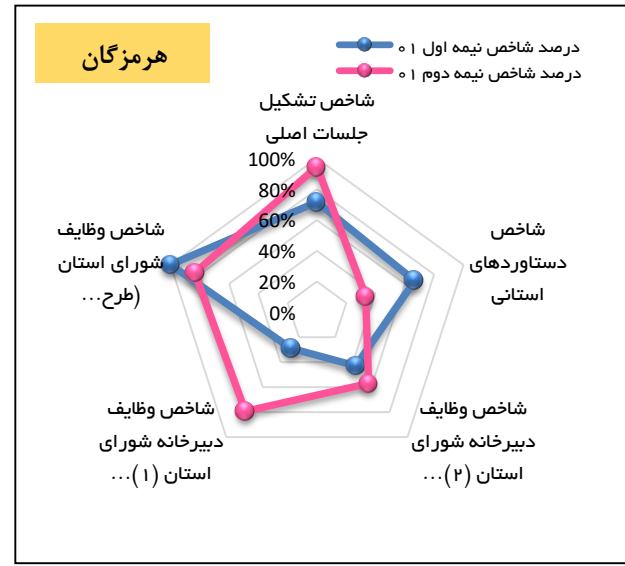 هرمزگان
درصد شاخص نیمه اول ۰۱
درصد شاخص نیمه دوم ۰۱
شاخص تشکیل
جلسات اصلی
شاخص
دستاوردهای
استانی
شاخص وظایف
دبیرخانه شورای
استان (۲)...
شاخص وظایف
دبیرخانه شورای
استان (۱)...
شاخص وظایف
شورای استان
(طرح...
100%
80%
60%
40%
20%
0%